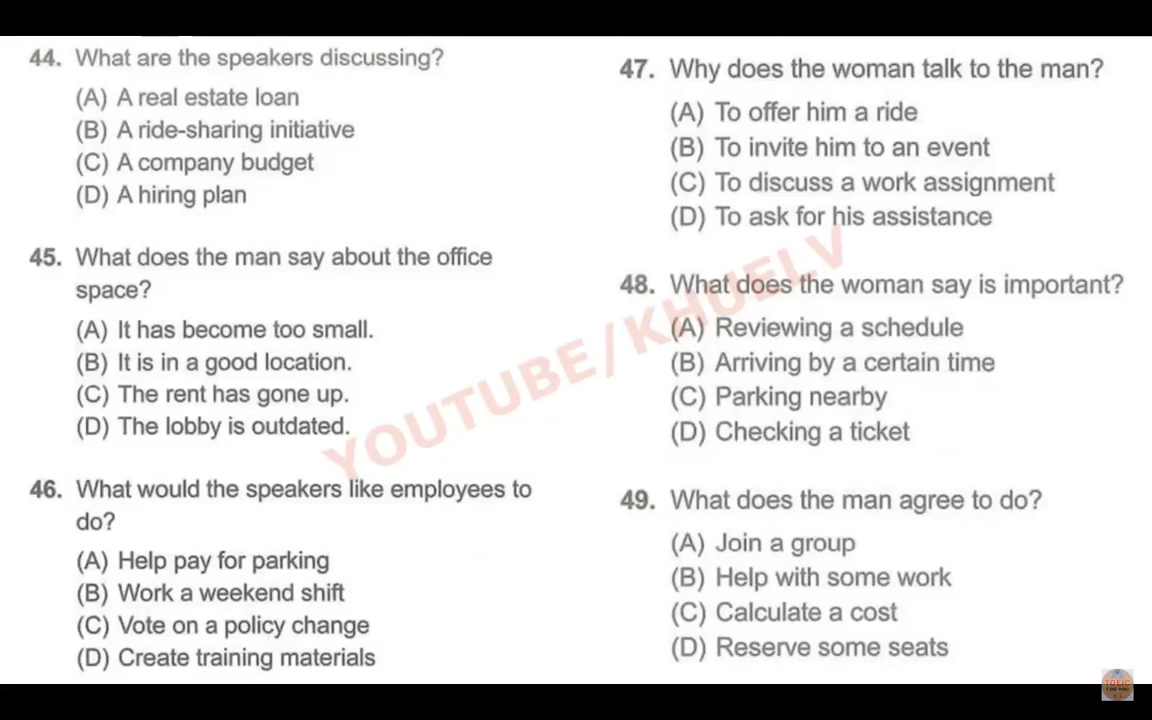 44. What are the speakers discussing?
(A) A real estate loan
(B) A ride-sharing initiative
(C) A company budget
(D) A hiring plan
45. What does the man say about the office
space?
(A) It has become too small.
(B) It is in a good location.
(C) The rent has gone up.
(D) The lobby is outdated.
46. What would the speakers like employees to
do?
(A) Help pay for parking
(B) Work a weekend shift
(C) Vote on a policy change
(D) Create training materials
47. Why does the woman talk to the man?
(A) To offer him a ride
(B) To invite him to an event
(C) To discuss a work assignment
(D) To ask for his assistance
48. What does the woman say is important?
(A) Reviewing a schedule
(B) Arriving by a certain time
(C) Parking nearby
(D) Checking a ticket
49. What does the man agree to do?
(A) Join a group
(B) Help with some work
(C) Calculate a cost
(D) Reserve some seats
YOUTUBE/KHUELV
TOEIC
FOR YOU